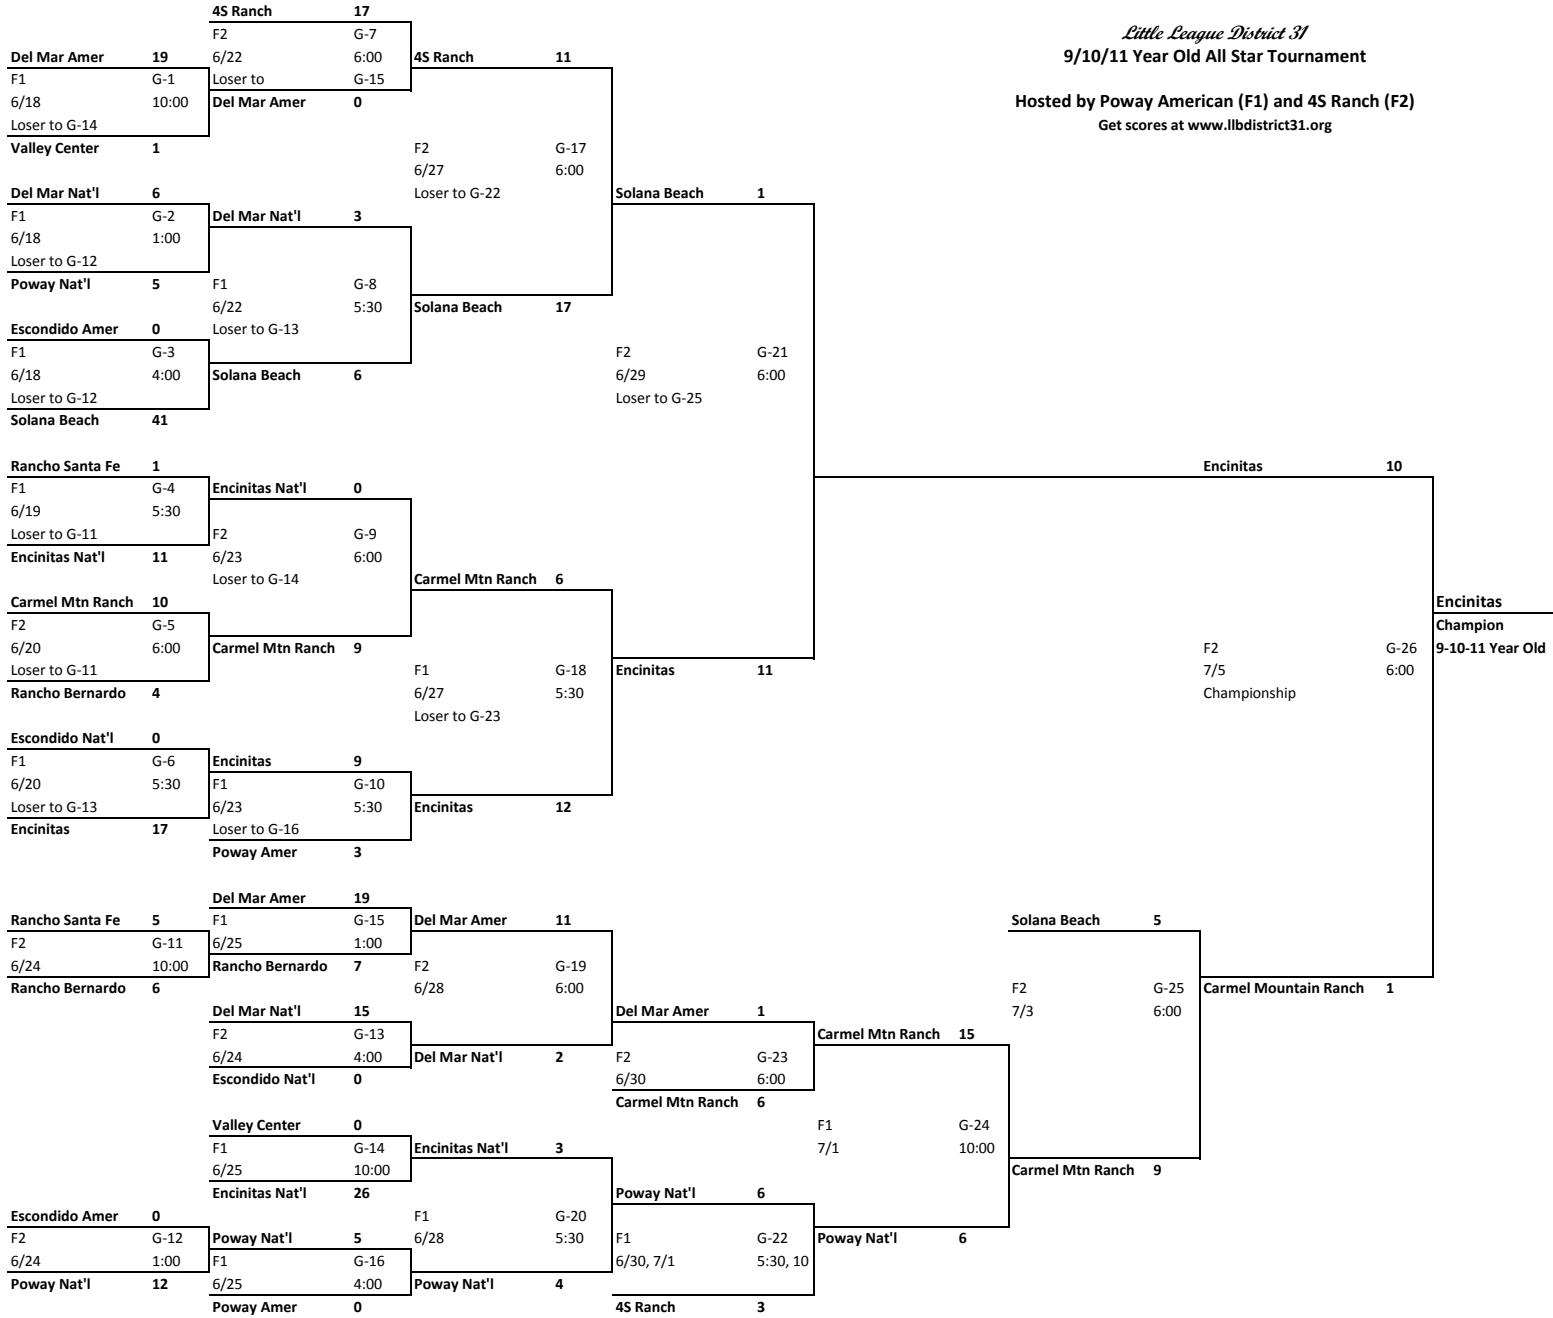 4S Ranch 17
F2 G-7
Little League District 31
Del Mar Amer 19 6/22 6:00 4S Ranch 11 9/10/11 Year Old All Star Tournament
F1 G-1 Loser to G-15
6/18 10:00 Del Mar Amer 0 Hosted by Poway American (F1) and 4S Ranch (F2)
Loser to G-14 Get scores at www.llbdistrict31.org
Valley Center 1 F2 G-17
6/27 6:00
Del Mar Nat'l 6 Loser to G-22 Solana Beach 1
F1 G-2 Del Mar Nat'l 3
6/18 1:00
Loser to G-12
Poway Nat'l 5 F1 G-8
6/22 5:30 Solana Beach 17
Escondido Amer 0 Loser to G-13
F1 G-3 F2 G-21
6/18 4:00 Solana Beach 6 6/29 6:00
Loser to G-12 Loser to G-25
Solana Beach 41
Rancho Santa Fe 1 Encinitas 10
F1 G-4 Encinitas Nat'l 0
6/19 5:30
Loser to G-11 F2 G-9
Encinitas Nat'l 11 6/23 6:00
Loser to G-14 Carmel Mtn Ranch 6
Carmel Mtn Ranch 10 Encinitas
F2 G-5 Champion
6/20 6:00 Carmel Mtn Ranch 9 F2 G-26 9-10-11 Year Old
Loser to G-11 F1 G-18 Encinitas 11 7/5 6:00
Rancho Bernardo 4 6/27 5:30 Championship
Loser to G-23
Escondido Nat'l 0
F1 G-6 Encinitas 9
6/20 5:30 F1 G-10
Loser to G-13 6/23 5:30 Encinitas 12
Encinitas 17 Loser to G-16
Poway Amer 3
Del Mar Amer 19
Rancho Santa Fe 5 F1 G-15 Del Mar Amer 11 Solana Beach 5
F2 G-11 6/25 1:00
6/24 10:00 Rancho Bernardo 7 F2 G-19
Rancho Bernardo 6 6/28 6:00 F2 G-25 Carmel Mountain Ranch 1
Del Mar Nat'l 15 Del Mar Amer 1 7/3 6:00
F2 G-13 Carmel Mtn Ranch 15
6/24 4:00 Del Mar Nat'l 2 F2 G-23
Escondido Nat'l 0 6/30 6:00
Carmel Mtn Ranch 6
Valley Center 0 F1 G-24
F1 G-14 Encinitas Nat'l 3 7/1 10:00
6/25 10:00 Carmel Mtn Ranch 9
Encinitas Nat'l 26 Poway Nat'l 6
Escondido Amer 0 F1 G-20
F2 G-12 Poway Nat'l 5 6/28 5:30 F1 G-22 Poway Nat'l 6
6/24 1:00 F1 G-16 6/30, 7/1 5:30, 10
Poway Nat'l 12 6/25 4:00 Poway Nat'l 4
Poway Amer 0 4S Ranch 3